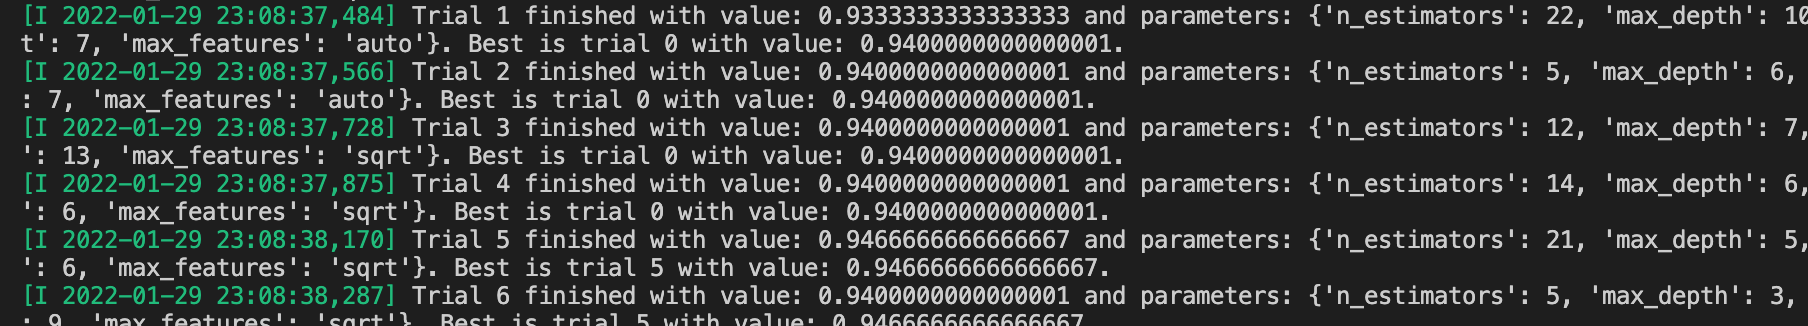 [I 2022-01-29 23:08:37,484] Trial 1 finished with value: 0.9333333333333333 and parameters: {'n_estimators': 22, 'max_depth': 10
t': 7, 'max_features': 'auto'}. Best is trial 0 with value: 0.9400000000000001.
[I 2022-01-29 23:08:37,566] Trial 2 finished with value: 0.9400000000000001 and parameters: {'n_estimators': 5, 'max_depth': 6,
: 7, 'max_features': 'auto'}. Best is trial 0 with value: 0.9400000000000001.
[I 2022-01-29 23:08:37,728] Trial 3 finished with value: 0.9400000000000001 and parameters: {'n_estimators': 12, 'max_depth': 7,
': 13, 'max_features': 'sqrt'}. Best is trial 0 with value: 0.9400000000000001.
[I 2022-01-29 23:08:37,875] Trial 4 finished with value: 0.9400000000000001 and parameters: {'n_estimators': 14, 'max_depth': 6,
': 6, 'max_features': 'sqrt'}. Best is trial 0 with value: 0.9400000000000001.
[I 2022-01-29 23:08:38,170] Trial 5 finished with value: 0.9466666666666667 and parameters: {'n_estimators': 21, 'max_depth': 5,
': 6, 'max_features': 'sqrt'}. Best is trial 5 with value: 0.9466666666666667.
[I 2022-01-29 23:08:38,287] Trial 6 finished with value: 0.9400000000000001 and parameters: {'n_estimators': 5, 'max_depth': 3,
: 9, 'max_features': 'sqrt'}. Best is trial 5 with value: 0.9466666666666667.